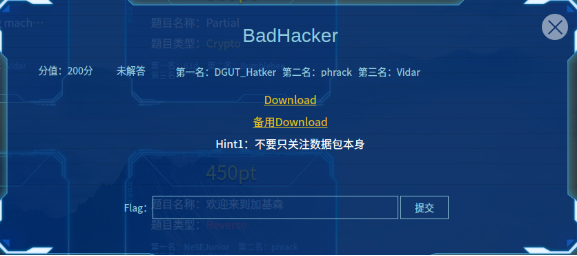 题目名称：Partial
g mach…
题目类型：Crypto
BadHacker
分值：200分 未解答 第一名：DGUT_Hatker 第二名：phrack 第三名：Vidar
Download
备用Download
Hint1：不要只关注数据包本身
450pt
题目名称：欢迎来到加基森
Flag：
提交
题目类型：Reverse
第一名：NeSE.home 第二名：phrack